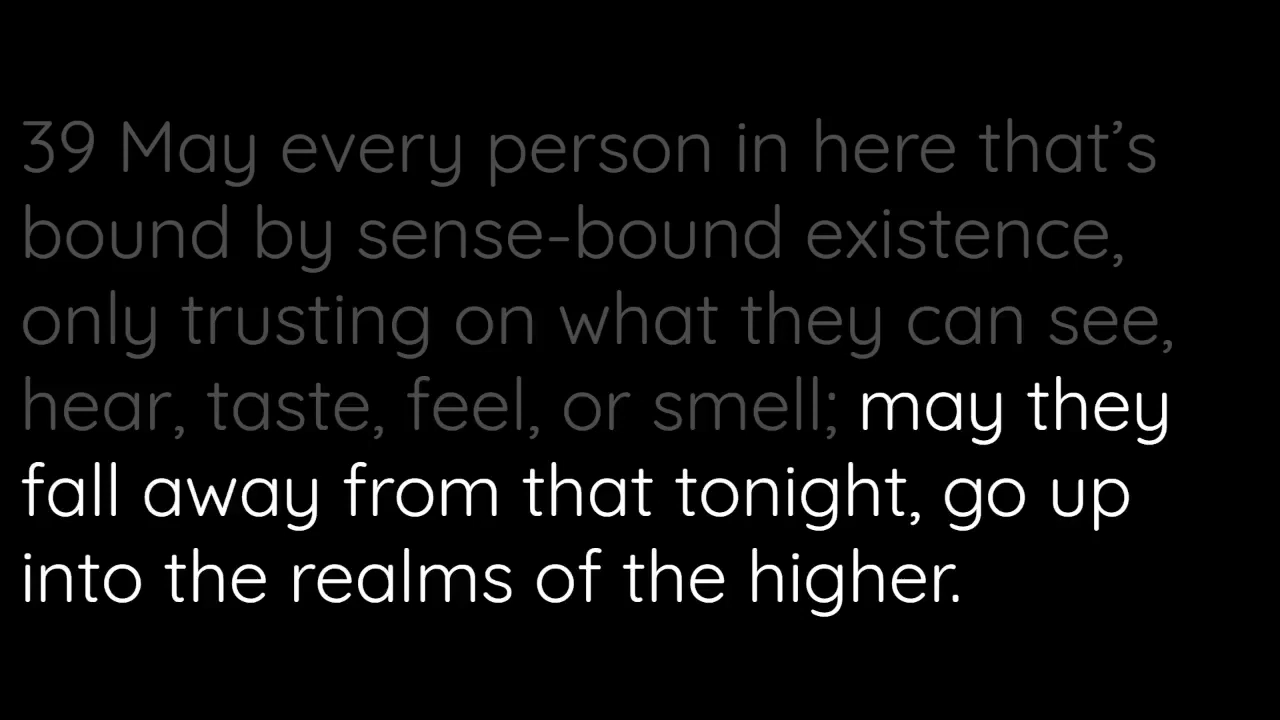 39 May every person in here that’s
bound by sense-bound existence,
only trusting on what they can see,
hear, taste, feel, or smell; may they
fall away from that tonight, go up
into the realms of the higher.